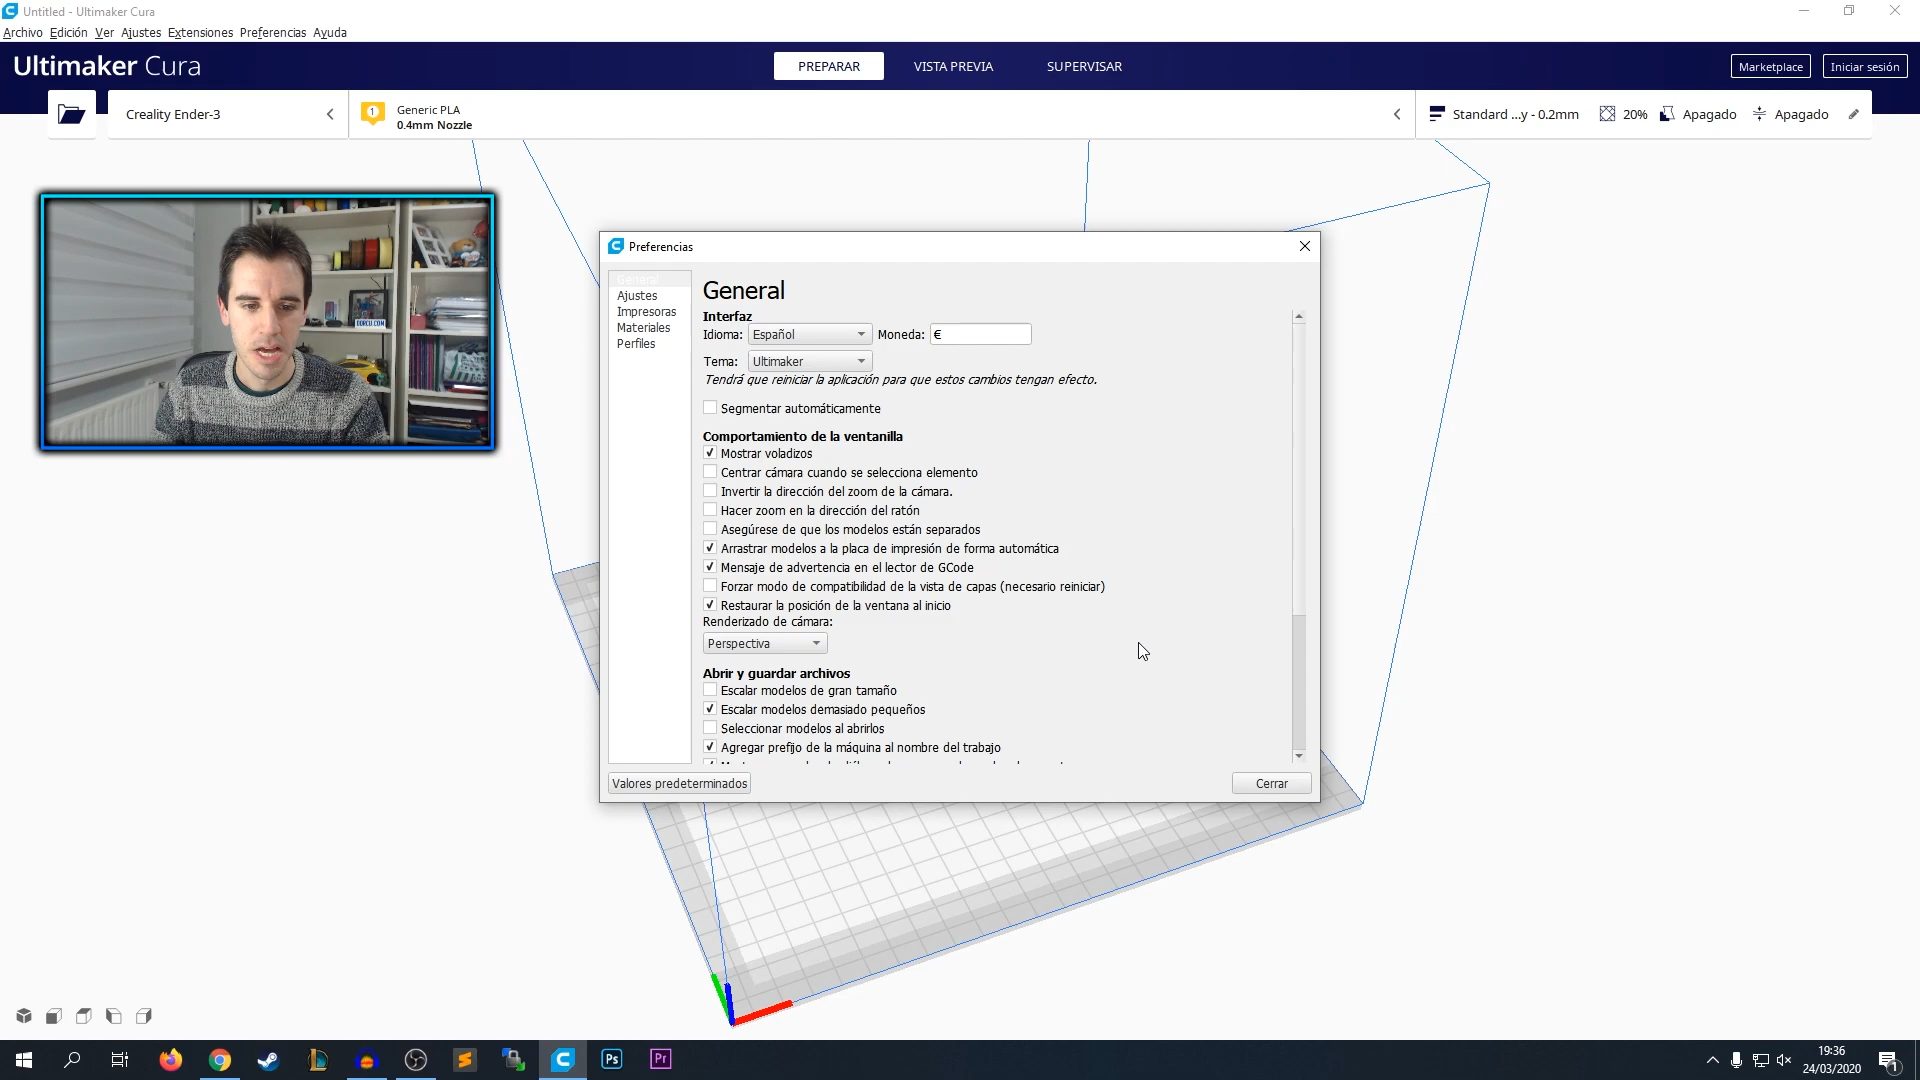 Untitled - Ultimaker Cura
Archivo Edición Ver Ajustes Extensiones Preferencias Ayuda
Ultimaker Cura
PREPARAR
VISTA PREVIA
SUPERVISAR
Marketplace
Iniciar sesión
Creality Ender-3
1
Generic PLA
0.4mm Nozzle
Standard ...y - 0.2mm
20%
Apagado
Apagado
DORCU.COM
Preferencias
General
Ajustes
Impresoras
Materiales
Perfiles
General
Interfaz
Idioma: Español Moneda: €
Tema: Ultimaker
Tendrá que reiniciar la aplicación para que estos cambios tengan efecto.
Segmentar automáticamente
Comportamiento de la ventanilla
Mostrar voladizos
Centrar cámara cuando se selecciona elemento
Invertir la dirección del zoom de la cámara.
Hacer zoom en la dirección del ratón
Asegúrese de que los modelos están separados
Arrastrar modelos a la placa de impresión de forma automática
Mensaje de advertencia en el lector de GCode
Forzar modo de compatibilidad de la vista de capas (necesario reiniciar)
Restaurar la posición de la ventana al inicio
Renderizado de cámara:
Perspectiva
Abrir y guardar archivos
Escalar modelos de gran tamaño
Escalar modelos demasiado pequeños
Seleccionar modelos al abrirlos
Agregar prefijo de la máquina al nombre del trabajo
Valores predeterminados
Cerrar
Ps
Pr
19:36
24/03/2020
1